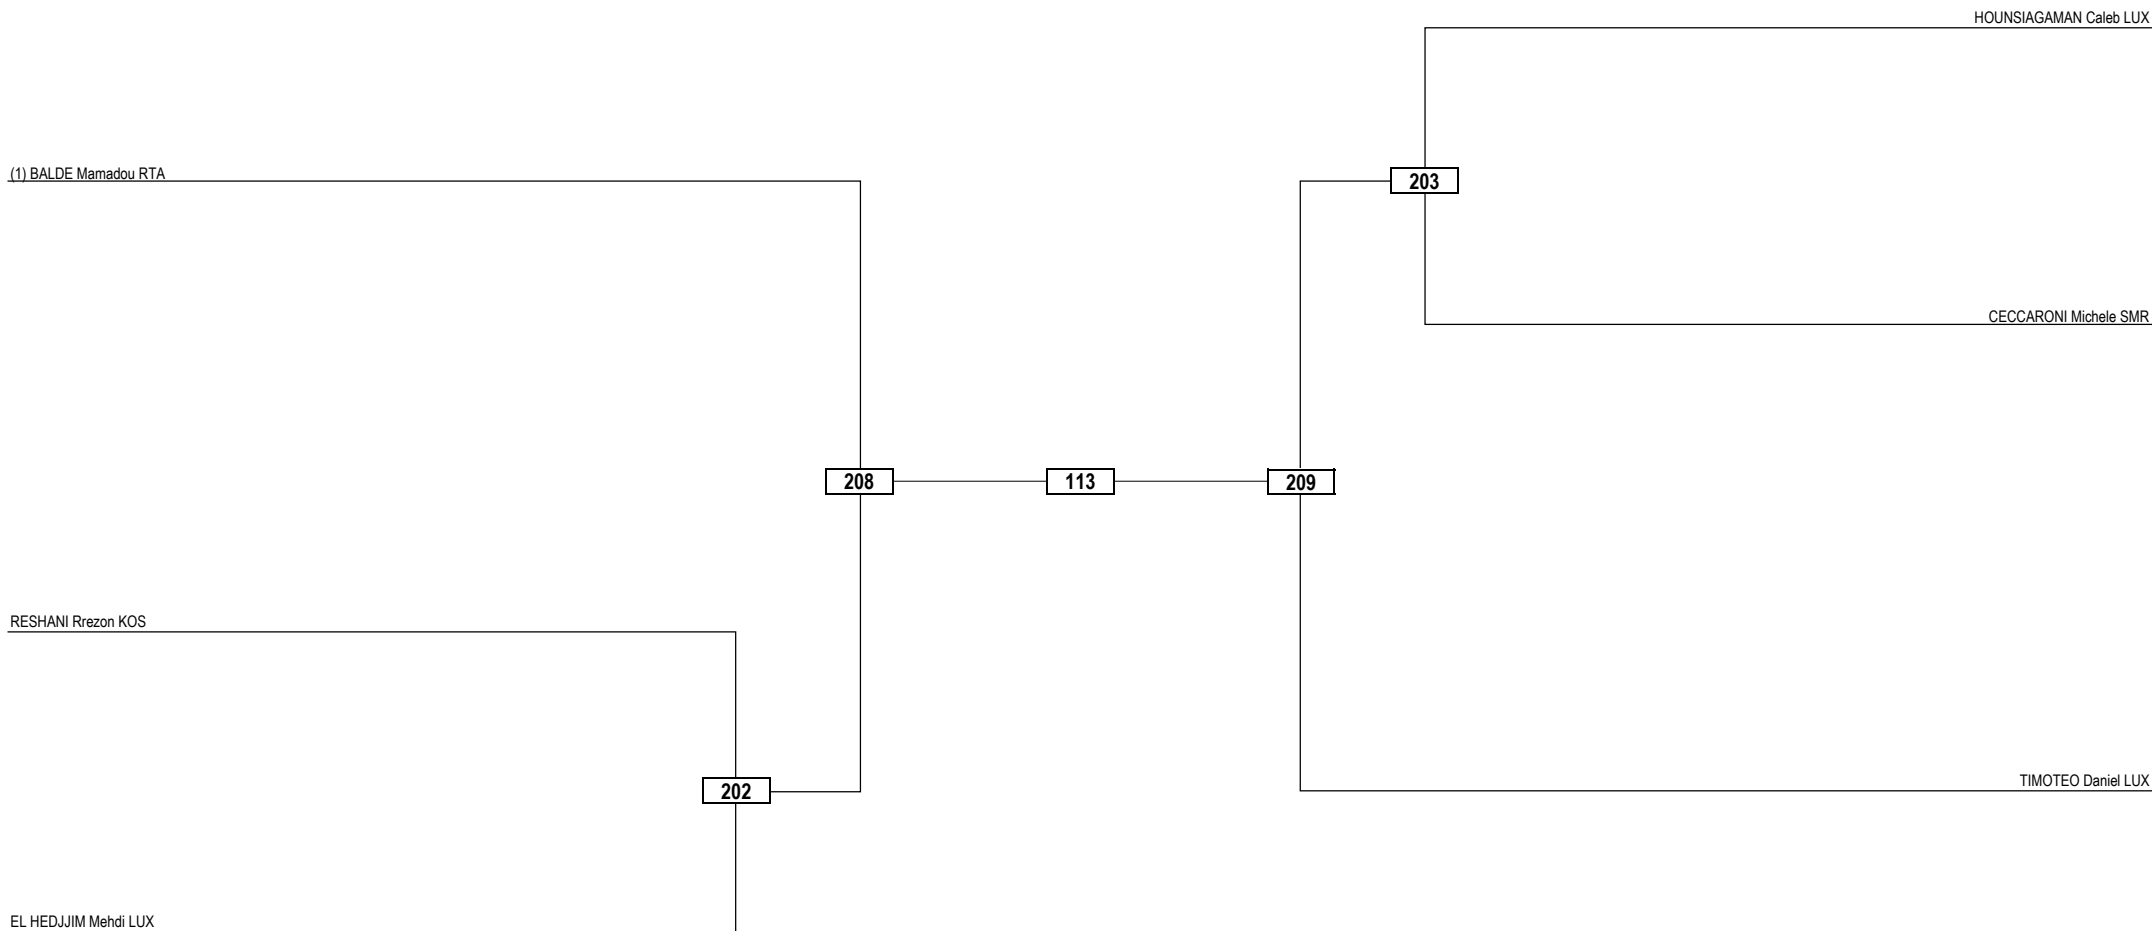 HOUNSIAGAMAN Caleb LUX
(1) BALDE Mamadou RTA
203
CECCARONI Michele SMR
208
113
209
RESHANI Rrezon KOS
202
TIMOTEO Daniel LUX
EL HEDJJIM Mehdi LUX